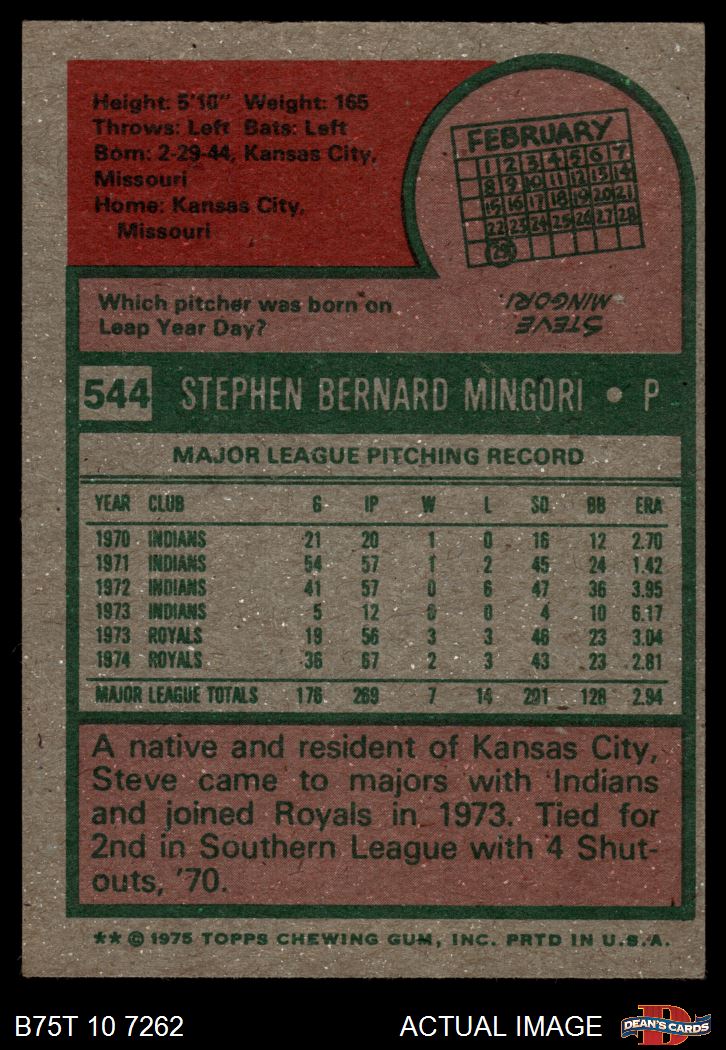 Height: 5'10" Weight: 165
Throws: Left Bats: Left
Born: 2-29-44, Kansas City,
Missouri
Home: Kansas City,
Missouri
FEBRUARY
1 2 3 4 5 6 7
8 9 10 11 12 13 14
15 16 17 18 19 20 21
22 23 24 25 26 27 28
29
Which pitcher was born on
Leap Year Day?
STEVE
MINGORI.
544 STEPHEN BERNARD MINGORI • P
MAJOR LEAGUE PITCHING RECORD
YEAR CLUB G IP W L SO BB ERA
1970 INDIANS 21 20 1 0 16 12 2.70
1971 INDIANS 54 57 1 2 45 24 1.42
1972 INDIANS 41 57 0 6 47 36 3.95
1973 INDIANS 5 12 0 0 4 10 6.17
1973 ROYALS 19 56 3 3 46 23 3.04
1974 ROYALS 36 67 2 3 43 23 2.81
MAJOR LEAGUE TOTALS 176 269 7 14 201 128 2.94
A native and resident of Kansas City,
Steve came to majors with Indians
and joined Royals in 1973. Tied for
2nd in Southern League with 4 Shut-
outs, '70.
** © 1975 TOPPS CHEWING GUM, INC. PRTD IN U.S.A.
B75T 10 7262 ACTUAL IMAGE
D
DEAN'S CARDS